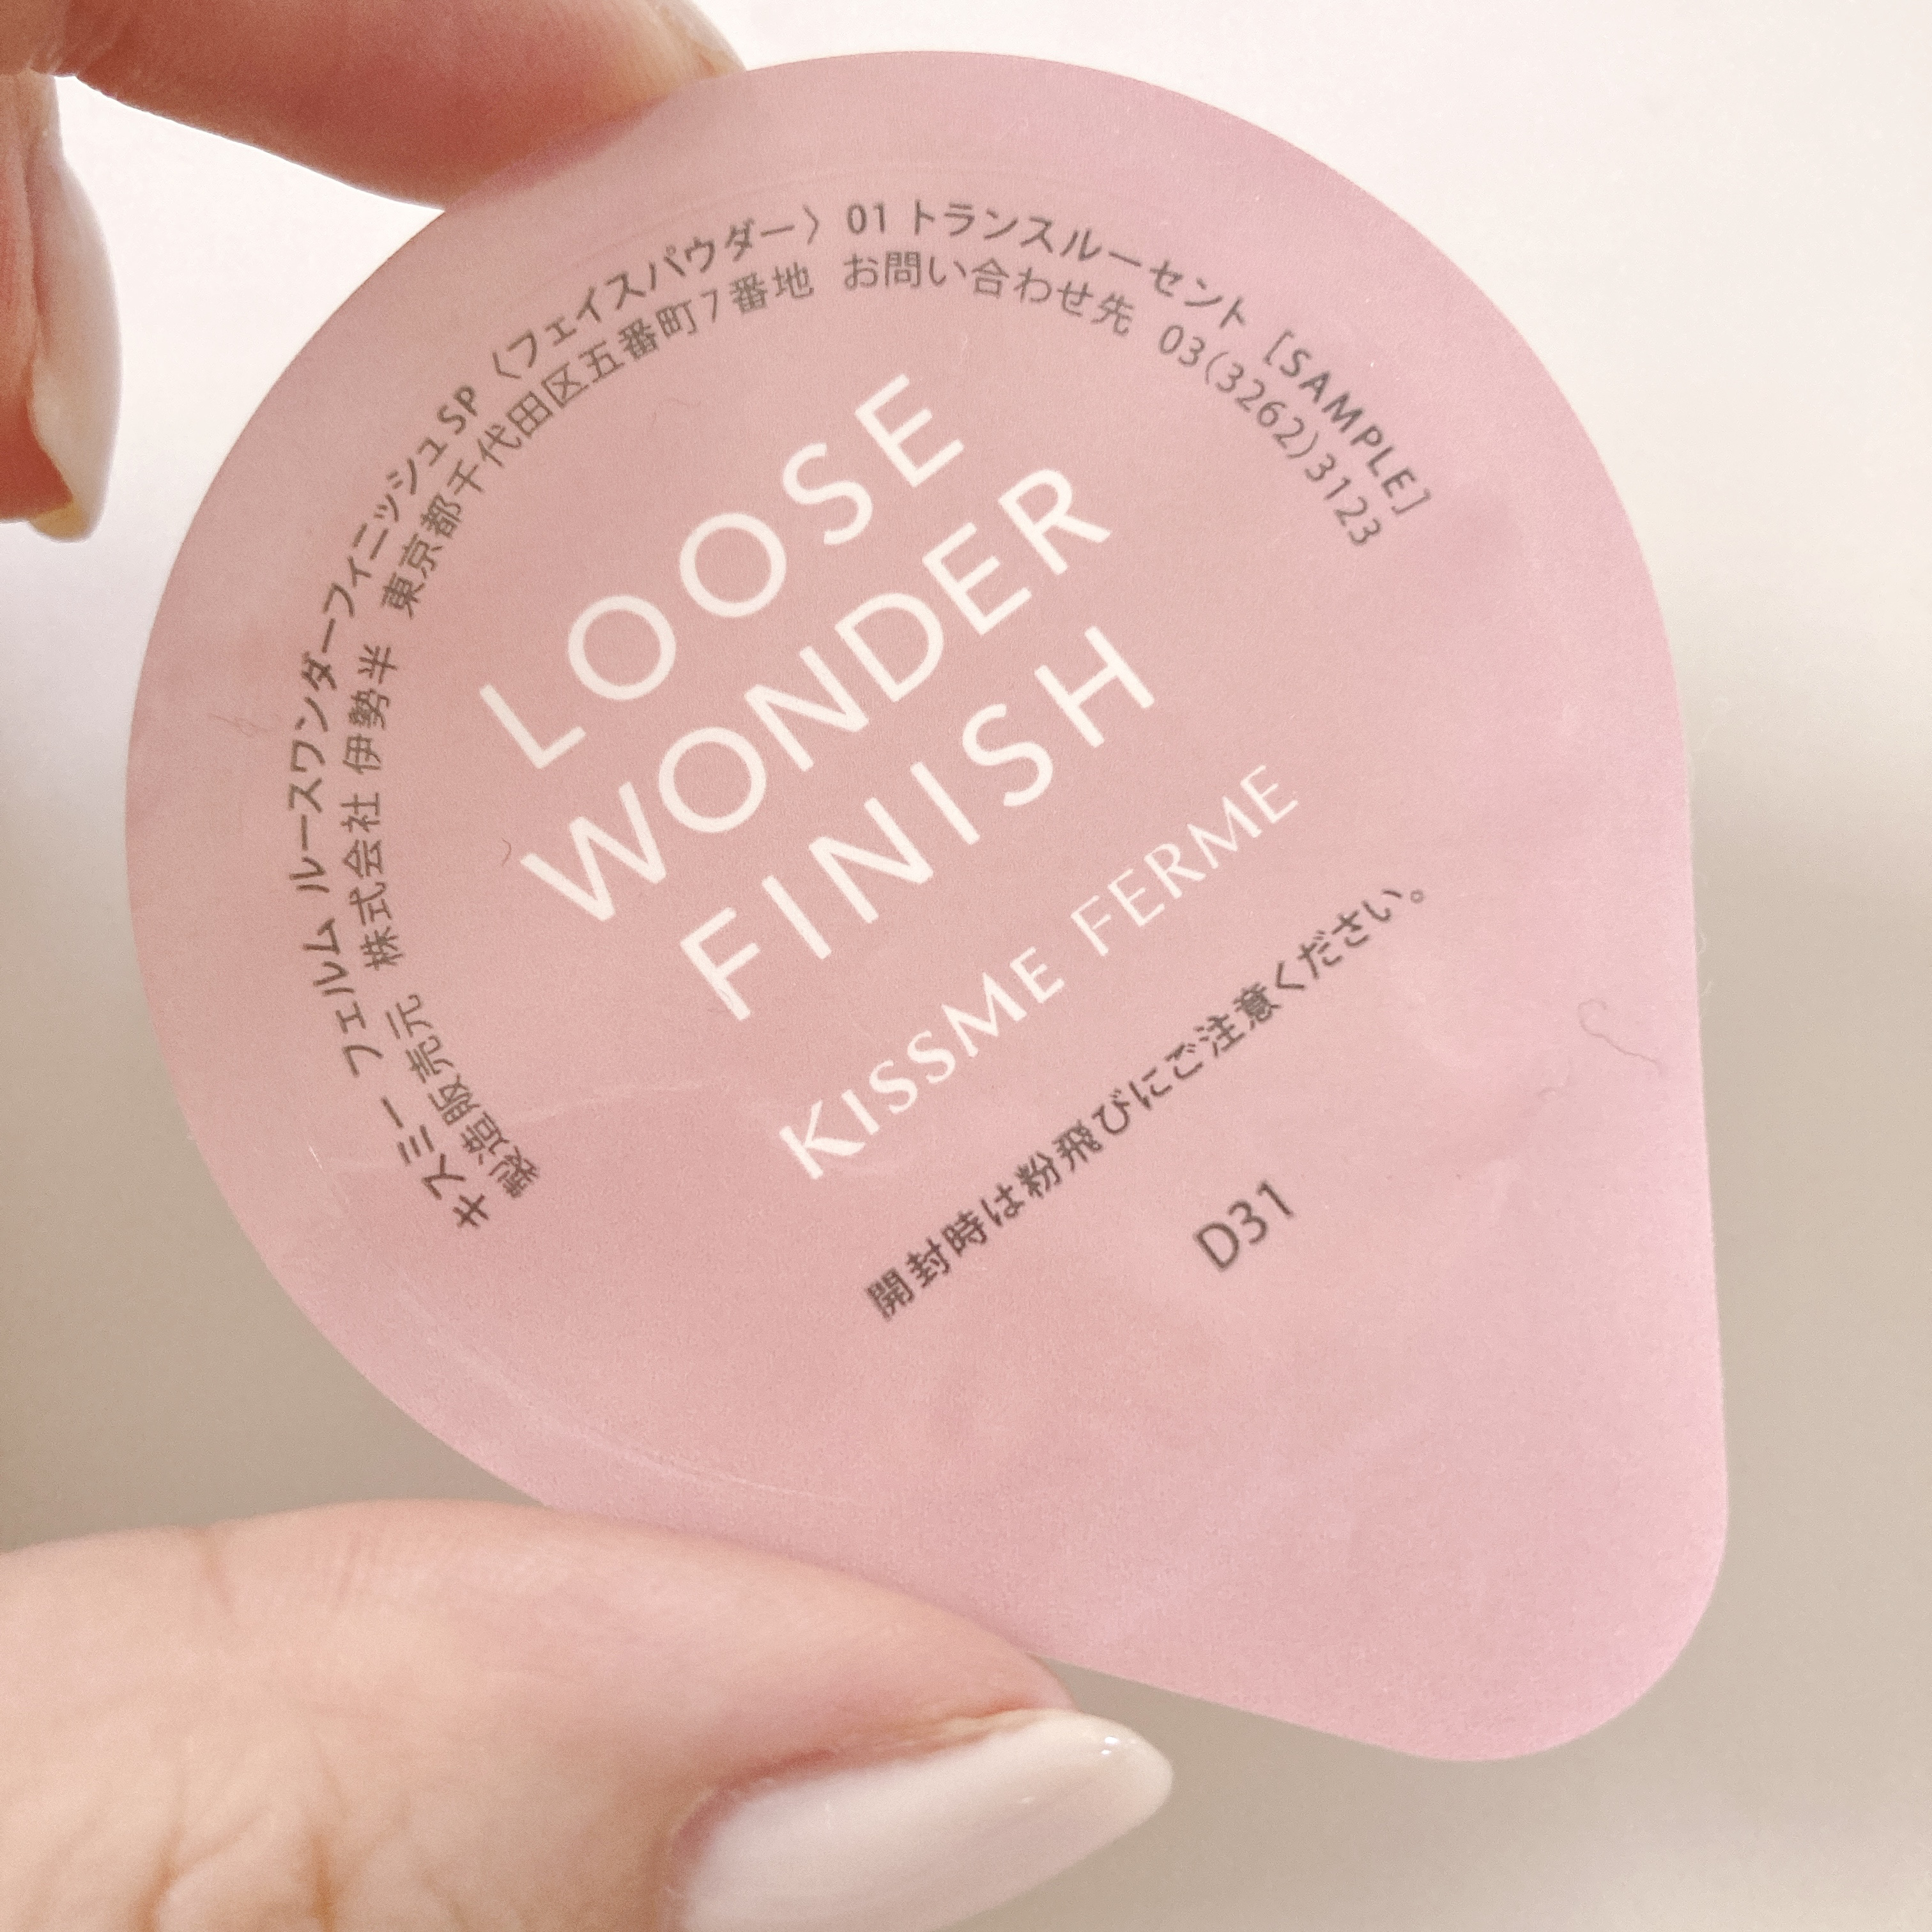 キスミー フェルム ルースワンダーフィニッシュSP〈フェイスパウダー〉01 トランスルーセント [SAMPLE]
製造販売元 株式会社 伊勢半 東京都千代田区五番町7番地 お問い合わせ先 03(3262)3123
LOOSE
WONDER
FINISH
KISSME FERME
開封時は粉飛びにご注意ください。
D31